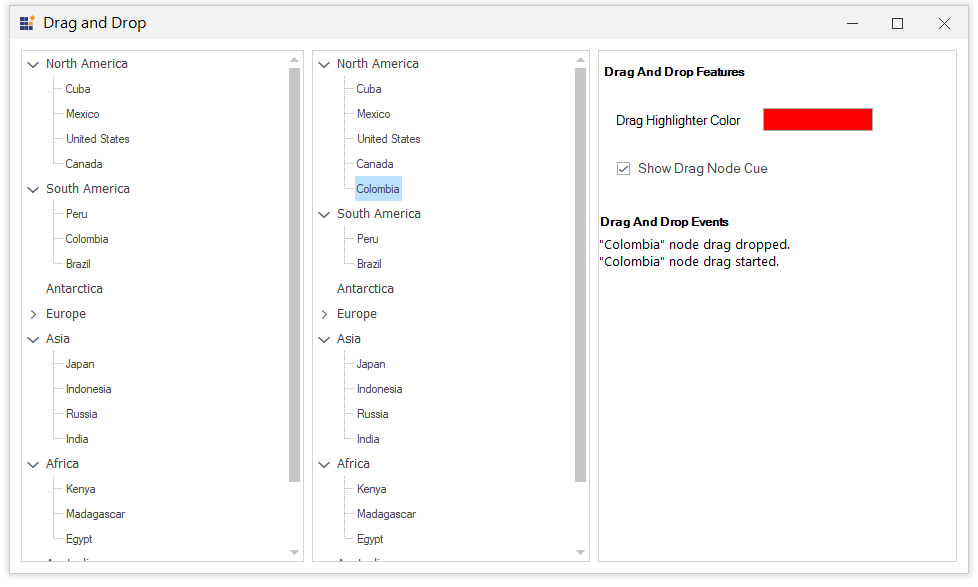 Drag and Drop
North America
Cuba
Mexico
United States
Canada
South America
Peru
Colombia
Brazil
Antarctica
Europe
Asia
Japan
Indonesia
Russia
India
Africa
Kenya
Madagascar
Egypt
North America
Cuba
Mexico
United States
Canada
Colombia
South America
Peru
Brazil
Antarctica
Europe
Asia
Japan
Indonesia
Russia
India
Africa
Kenya
Madagascar
Egypt
Drag And Drop Features
Drag Highlighter Color
Show Drag Node Cue
Drag And Drop Events
"Colombia" node drag dropped.
"Colombia" node drag started.